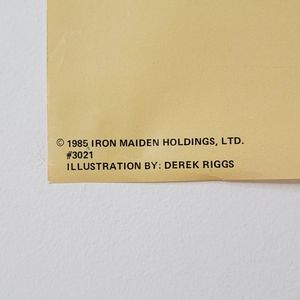 © 1985 IRON MAIDEN HOLDINGS, LTD.
#3021
ILLUSTRATION BY: DEREK RIGGS